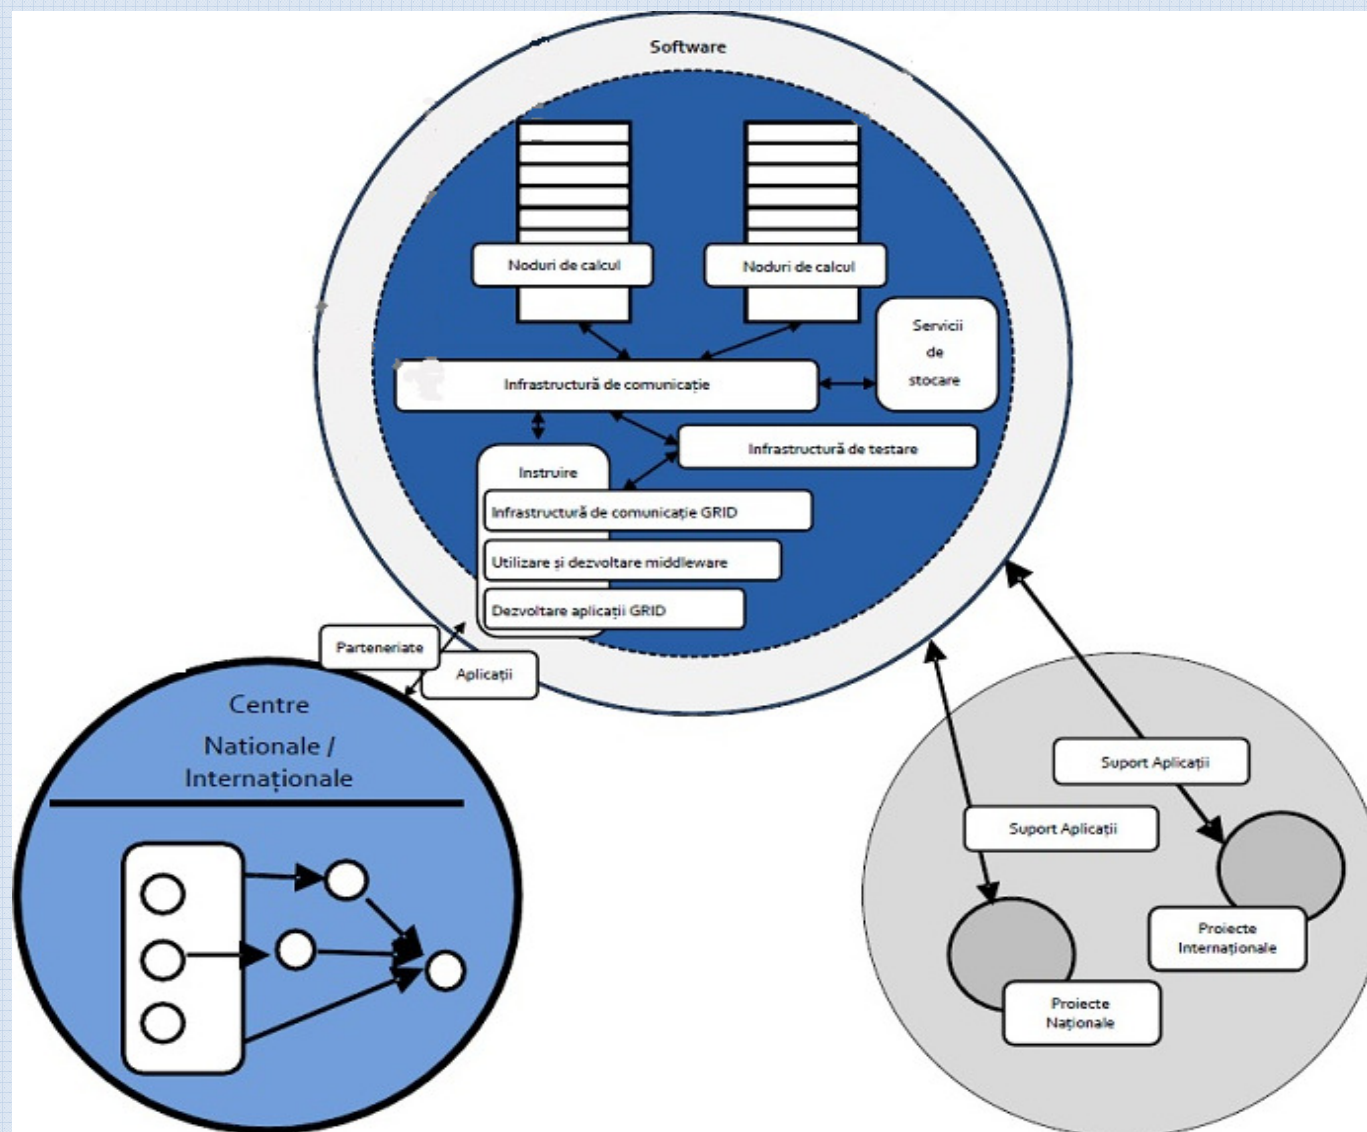 Software
Noduri de calcul
Noduri de calcul
Servicii
de
stocare
Infrastructură de comunicație
Infrastructură de testare
Instruire
Infrastructură de comunicație GRID
Utilizare și dezvoltare middleware
Dezvoltare aplicații GRID
Parteneriate
Aplicații
Centre
Nationale /
Internaționale
Suport Aplicații
Suport Aplicații
Proiecte
Internaționale
Proiecte
Naționale